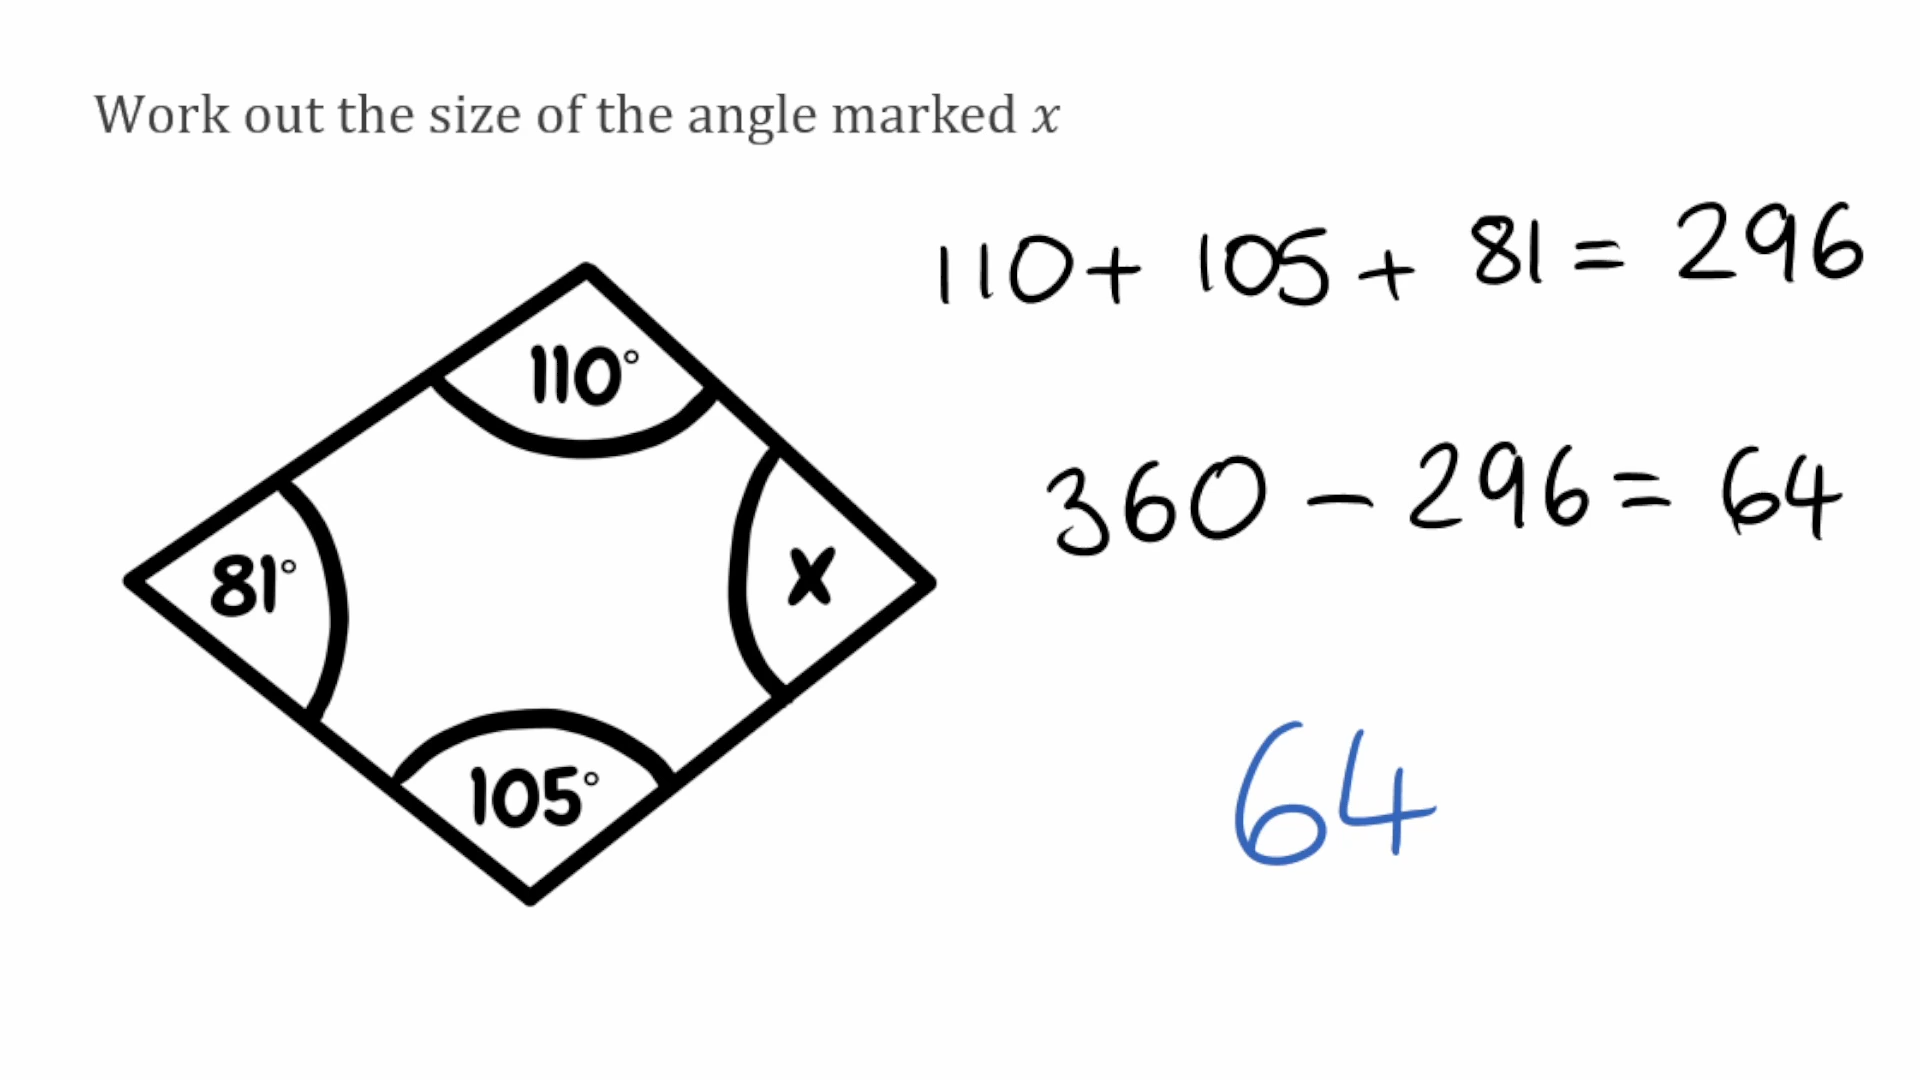 Work out the size of the angle marked x
110 + 105 + 81 = 296
110°
360 - 296 = 64
81°
x
105°
64